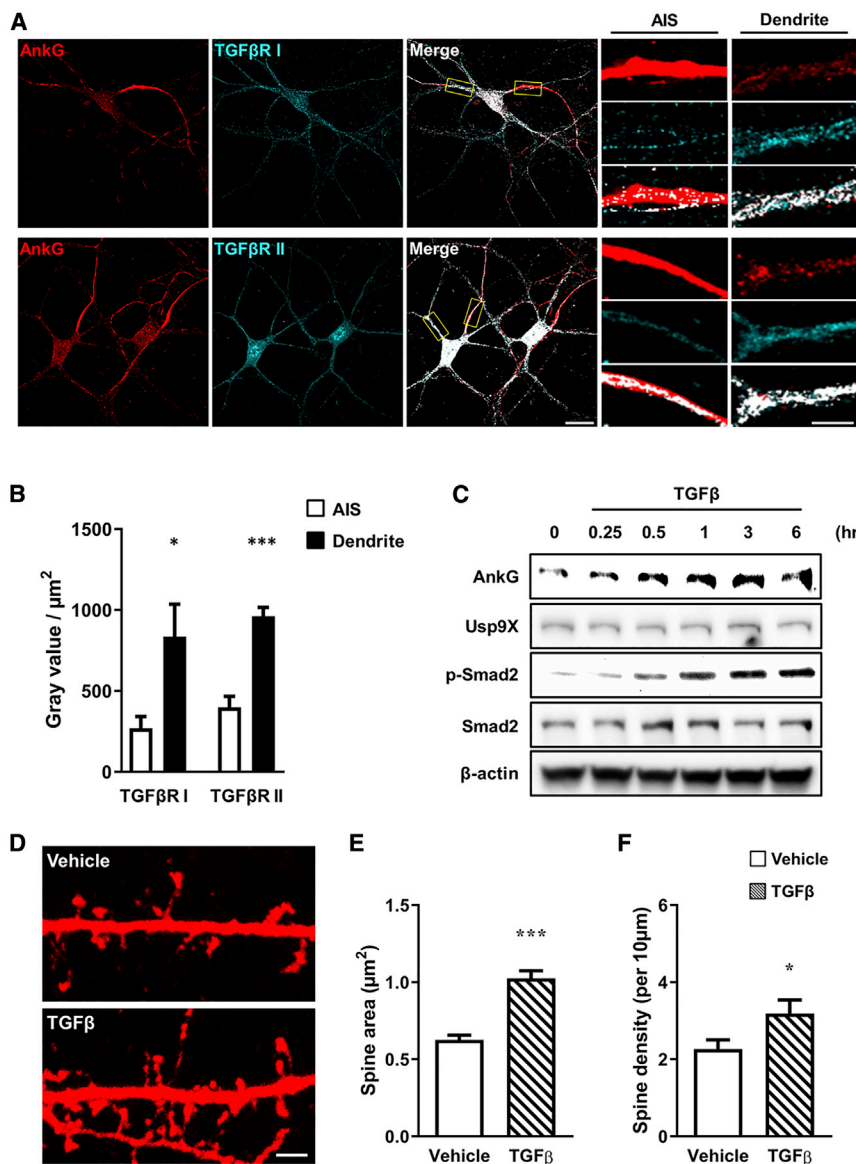 A
AIS
Dendrite
AnkG
TGFβR I
Merge
AnkG
TGFβR II
Merge
B
AIS
Dendrite
1500
1000
500
0
Gray value / µm²
*
***
TGFβR I
TGFβR II
C
TGFβ
0 0.25 0.5 1 3 6 (hr
AnkG
Usp9X
p-Smad2
Smad2
β-actin
D
Vehicle
TGFβ
E
Spine area (µm²)
1.5
1.0
0.5
0.0
***
Vehicle
TGFβ
F
Vehicle
TGFβ
Spine density (per 10µm)
6
4
2
0
*
Vehicle
TGFβ